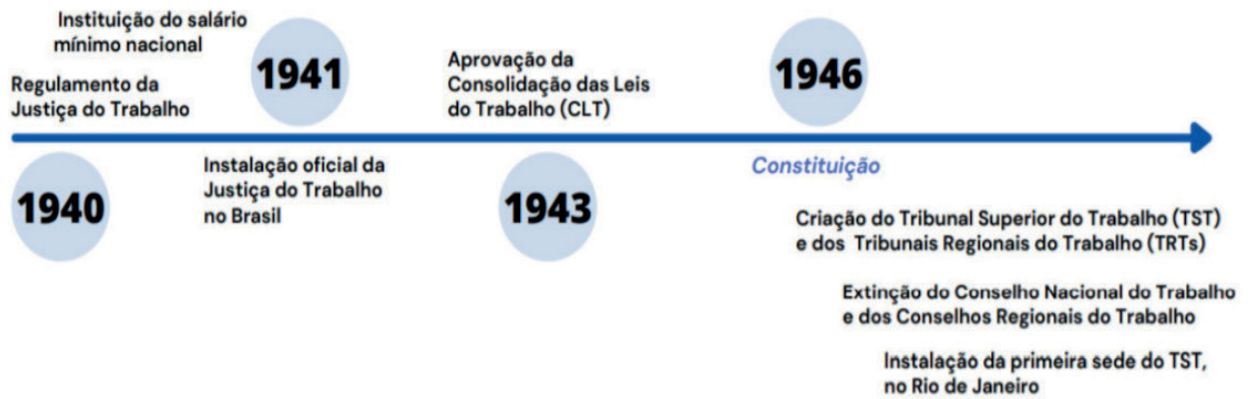 Instituição do salário
mínimo nacional
Regulamento da
Justiça do Trabalho
1940
1941
Instalação oficial da
Justiça do Trabalho
no Brasil
Aprovação da
Consolidação das Leis
do Trabalho (CLT)
1943
1946
Constituição
Criação do Tribunal Superior do Trabalho (TST)
e dos Tribunais Regionais do Trabalho (TRTs)
Extinção do Conselho Nacional do Trabalho
e dos Conselhos Regionais do Trabalho
Instalação da primeira sede do TST,
no Rio de Janeiro